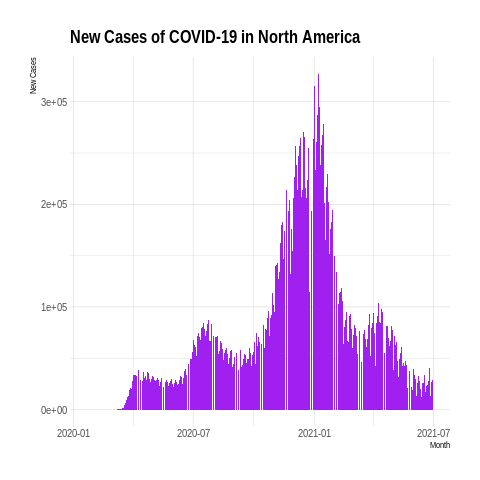 New Cases of COVID-19 in North America
New Cases
3e+05
2e+05
1e+05
0e+00
2020-01
2020-07
2021-01
2021-07
Month